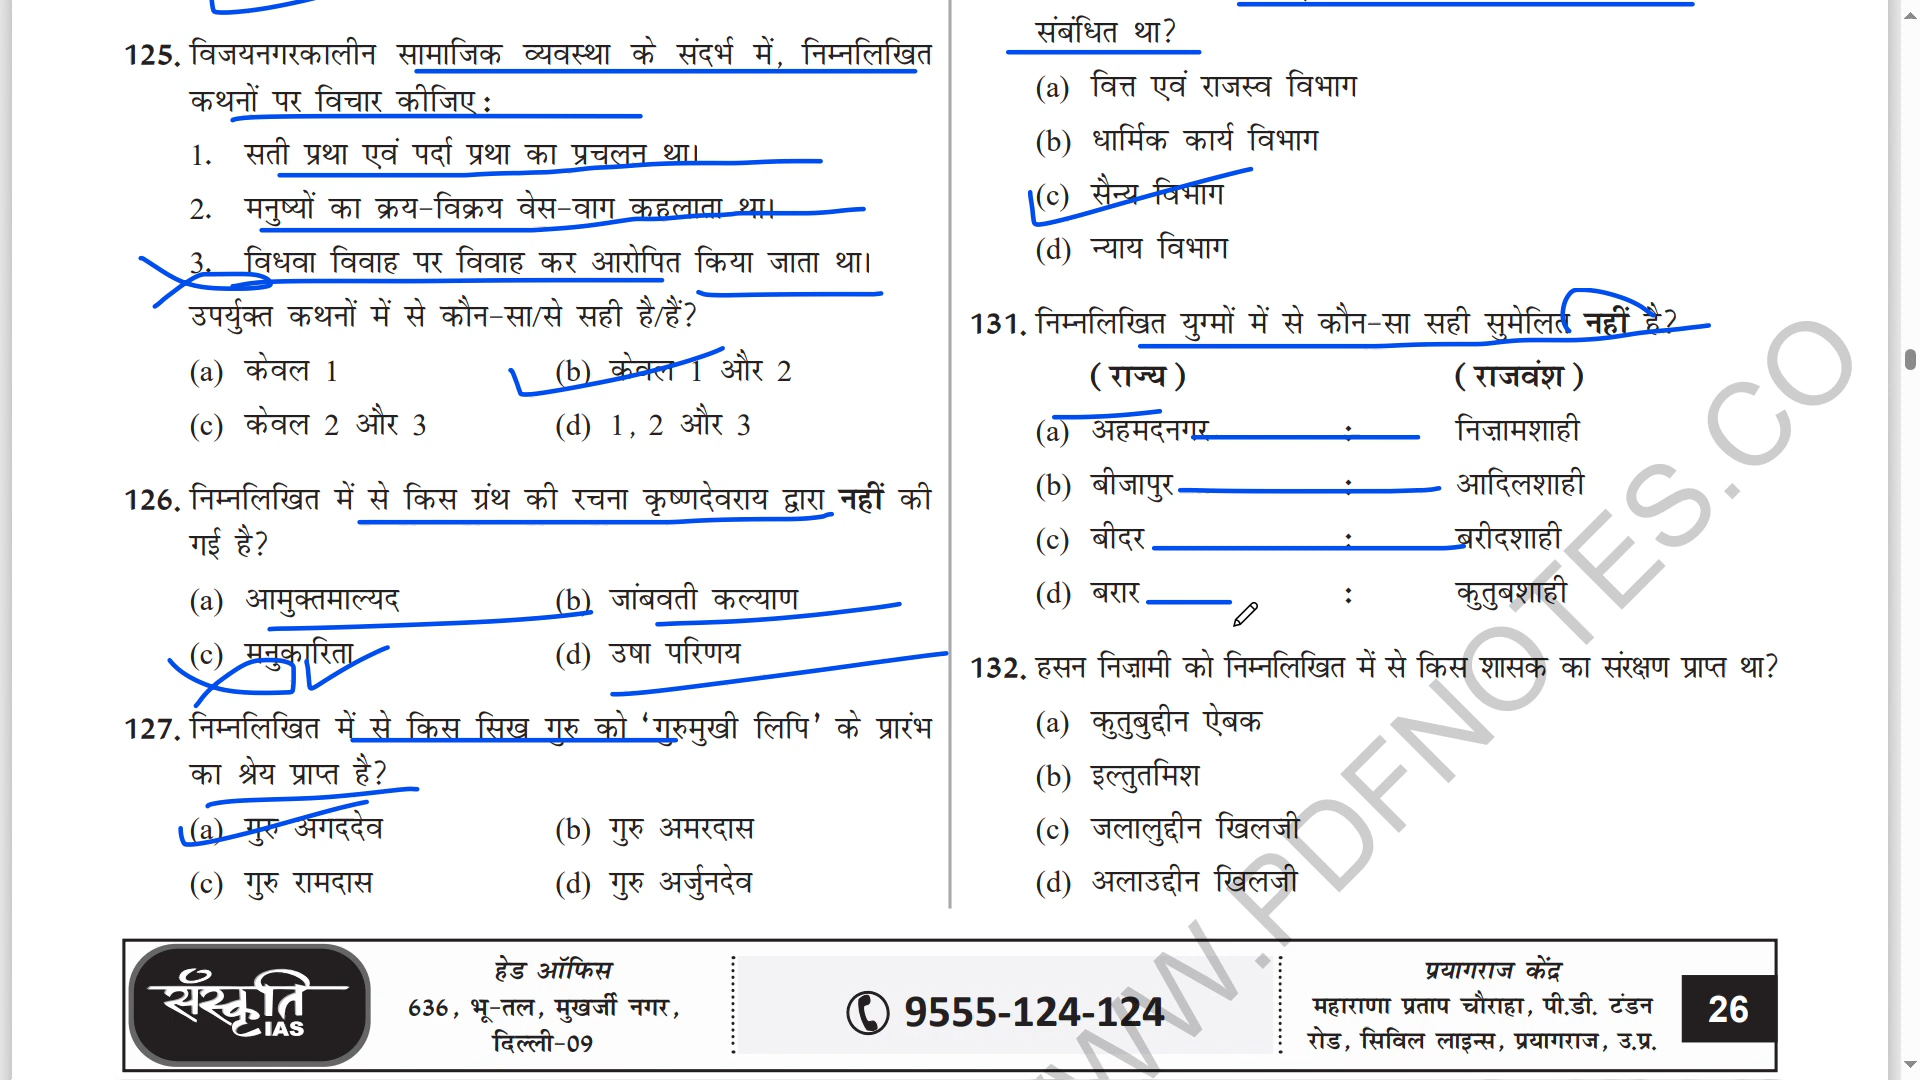 125. विजयनगरकालीन सामाजिक व्यवस्था के संदर्भ में, निम्नलिखित
कथनों पर विचार कीजिए :
1. सती प्रथा एवं पर्दा प्रथा का प्रचलन था।
2. मनुष्यों का क्रय-विक्रय वेस-वाग कहलाता था।
3. विधवा विवाह पर विवाह कर आरोपित किया जाता था।
उपर्युक्त कथनों में से कौन-सा/से सही है/हैं?
(a) केवल 1 (b) केवल 1 और 2
(c) केवल 2 और 3 (d) 1, 2 और 3
126. निम्नलिखित में से किस ग्रंथ की रचना कृष्णदेवराय द्वारा नहीं की
गई है?
(a) आमुक्तमाल्यद (b) जांबवती कल्याण
(c) मनुकारिता (d) उषा परिणय
127. निम्नलिखित में से किस सिख गुरु को ‘गुरुमुखी लिपि’ के प्रारंभ
का श्रेय प्राप्त है?
(a) गुरु अगददेव (b) गुरु अमरदास
(c) गुरु रामदास (d) गुरु अर्जुनदेव
संबंधित था?
(a) वित्त एवं राजस्व विभाग
(b) धार्मिक कार्य विभाग
(c) सैन्य विभाग
(d) न्याय विभाग
131. निम्नलिखित युग्मों में से कौन-सा सही सुमेलित नहीं है?
(राज्य) (राजवंश)
(a) अहमदनगर : निज़ामशाही
(b) बीजापुर : आदिलशाही
(c) बीदर : बरीदशाही
(d) बरार : कुतुबशाही
132. हसन निज़ामी को निम्नलिखित में से किस शासक का संरक्षण प्राप्त था?
(a) कुतुबुद्दीन ऐबक
(b) इल्तुतमिश
(c) जलालुद्दीन खिलजी
(d) अलाउद्दीन खिलजी
WWW.PDFNOTES.CO
संस्कृति
IAS
हेड ऑफिस
636, भू-तल, मुखर्जी नगर,
दिल्ली-09
9555-124-124
प्रयागराज केंद्र
महाराणा प्रताप चौराहा, पी.डी. टंडन
रोड, सिविल लाइन्स, प्रयागराज, उ.प्र.
26